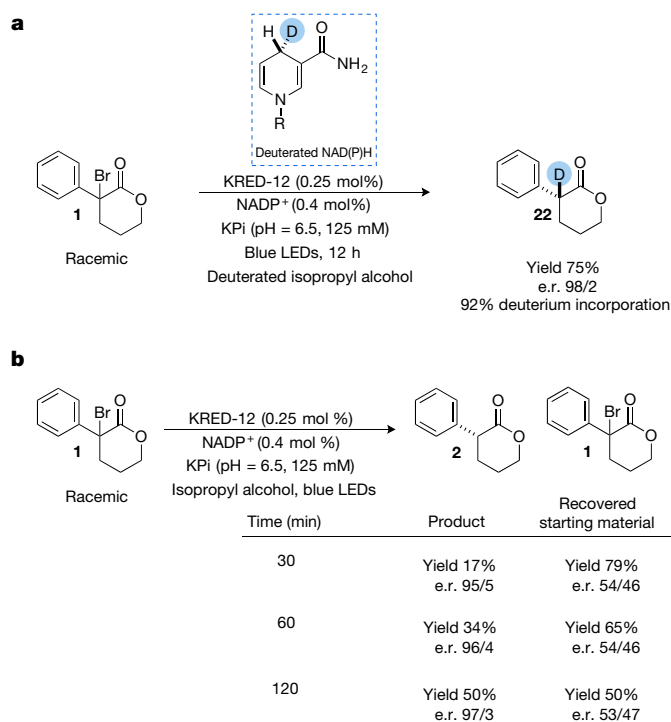 a
H D O
NH2
N
R
Deuterated NAD(P)H
Br O
O
1
Racemic
KRED-12 (0.25 mol%)
NADP+ (0.4 mol%)
KPi (pH = 6.5, 125 mM)
Blue LEDs, 12 h
Deuterated isopropyl alcohol
D O
O
22
Yield 75%
e.r. 98/2
92% deuterium incorporation
b
Br O
O
1
Racemic
KRED-12 (0.25 mol %)
NADP+ (0.4 mol %)
KPi (pH = 6.5, 125 mM)
Isopropyl alcohol, blue LEDs
O
O
2
Br O
O
1
Time (min) Product Recovered
starting material
30 Yield 17% Yield 79%
e.r. 95/5 e.r. 54/46
60 Yield 34% Yield 65%
e.r. 96/4 e.r. 54/46
120 Yield 50% Yield 50%
e.r. 97/3 e.r. 53/47